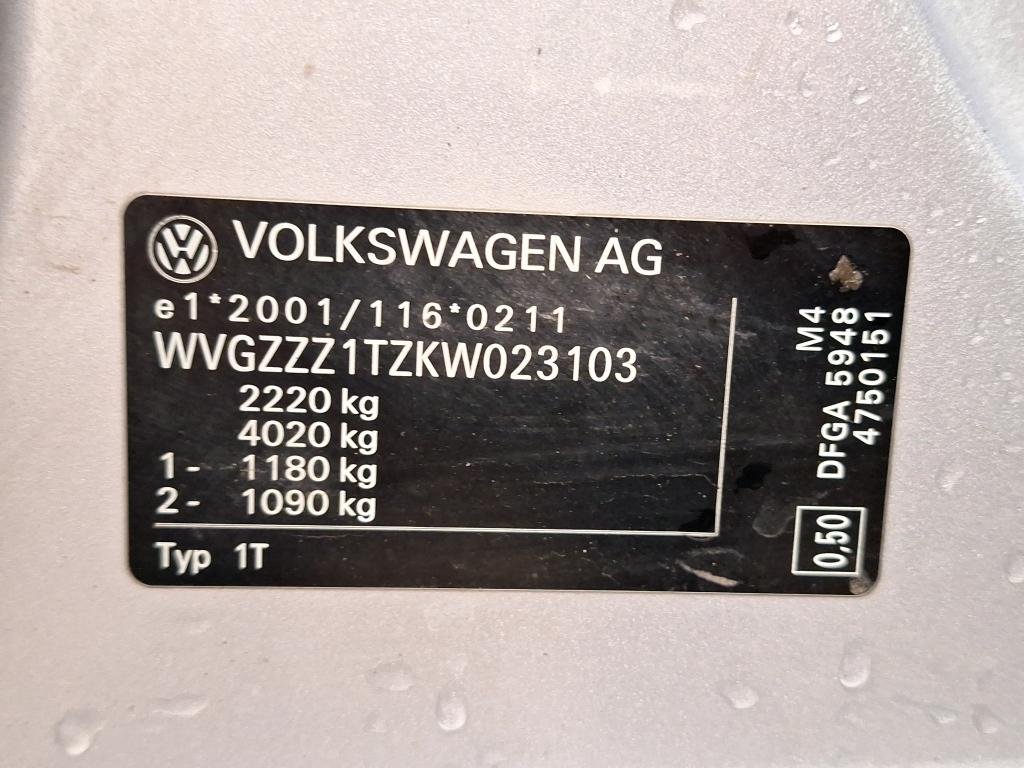 VOLKSWAGEN AG
e1*2001/116*0211
WVGZZZ1TZKW023103
2220 kg
4020 kg
1- 1180 kg
2- 1090 kg
Typ 1T
M4
DFGA 5948
4750151
0,50